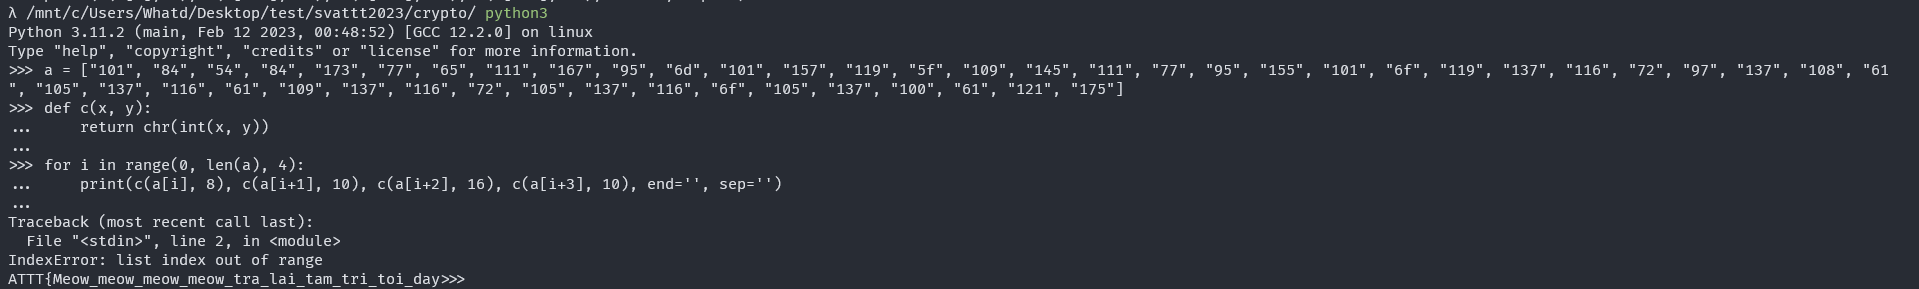 λ /mnt/c/Users/Whatd/Desktop/test/svattt2023/crypto/ python3
Python 3.11.2 (main, Feb 12 2023, 00:48:52) [GCC 12.2.0] on linux
Type "help", "copyright", "credits" or "license" for more information.
>>> a = ["101", "84", "54", "84", "173", "77", "65", "111", "167", "95", "6d", "101", "157", "119", "5f", "109", "145", "111", "77", "95", "155", "101", "6f", "119", "137", "116", "72", "97", "137", "108", "61
", "105", "137", "116", "61", "109", "137", "116", "72", "105", "137", "116", "6f", "105", "137", "100", "61", "121", "175"]
>>> def c(x, y):
...     return chr(int(x, y))
...
>>> for i in range(0, len(a), 4):
...     print(c(a[i], 8), c(a[i+1], 10), c(a[i+2], 16), c(a[i+3], 10), end='', sep='')
...
Traceback (most recent call last):
  File "<stdin>", line 2, in <module>
IndexError: list index out of range
ATTT{Meow_meow_meow_meow_tra_lai_tam_tri_toi_day>>>